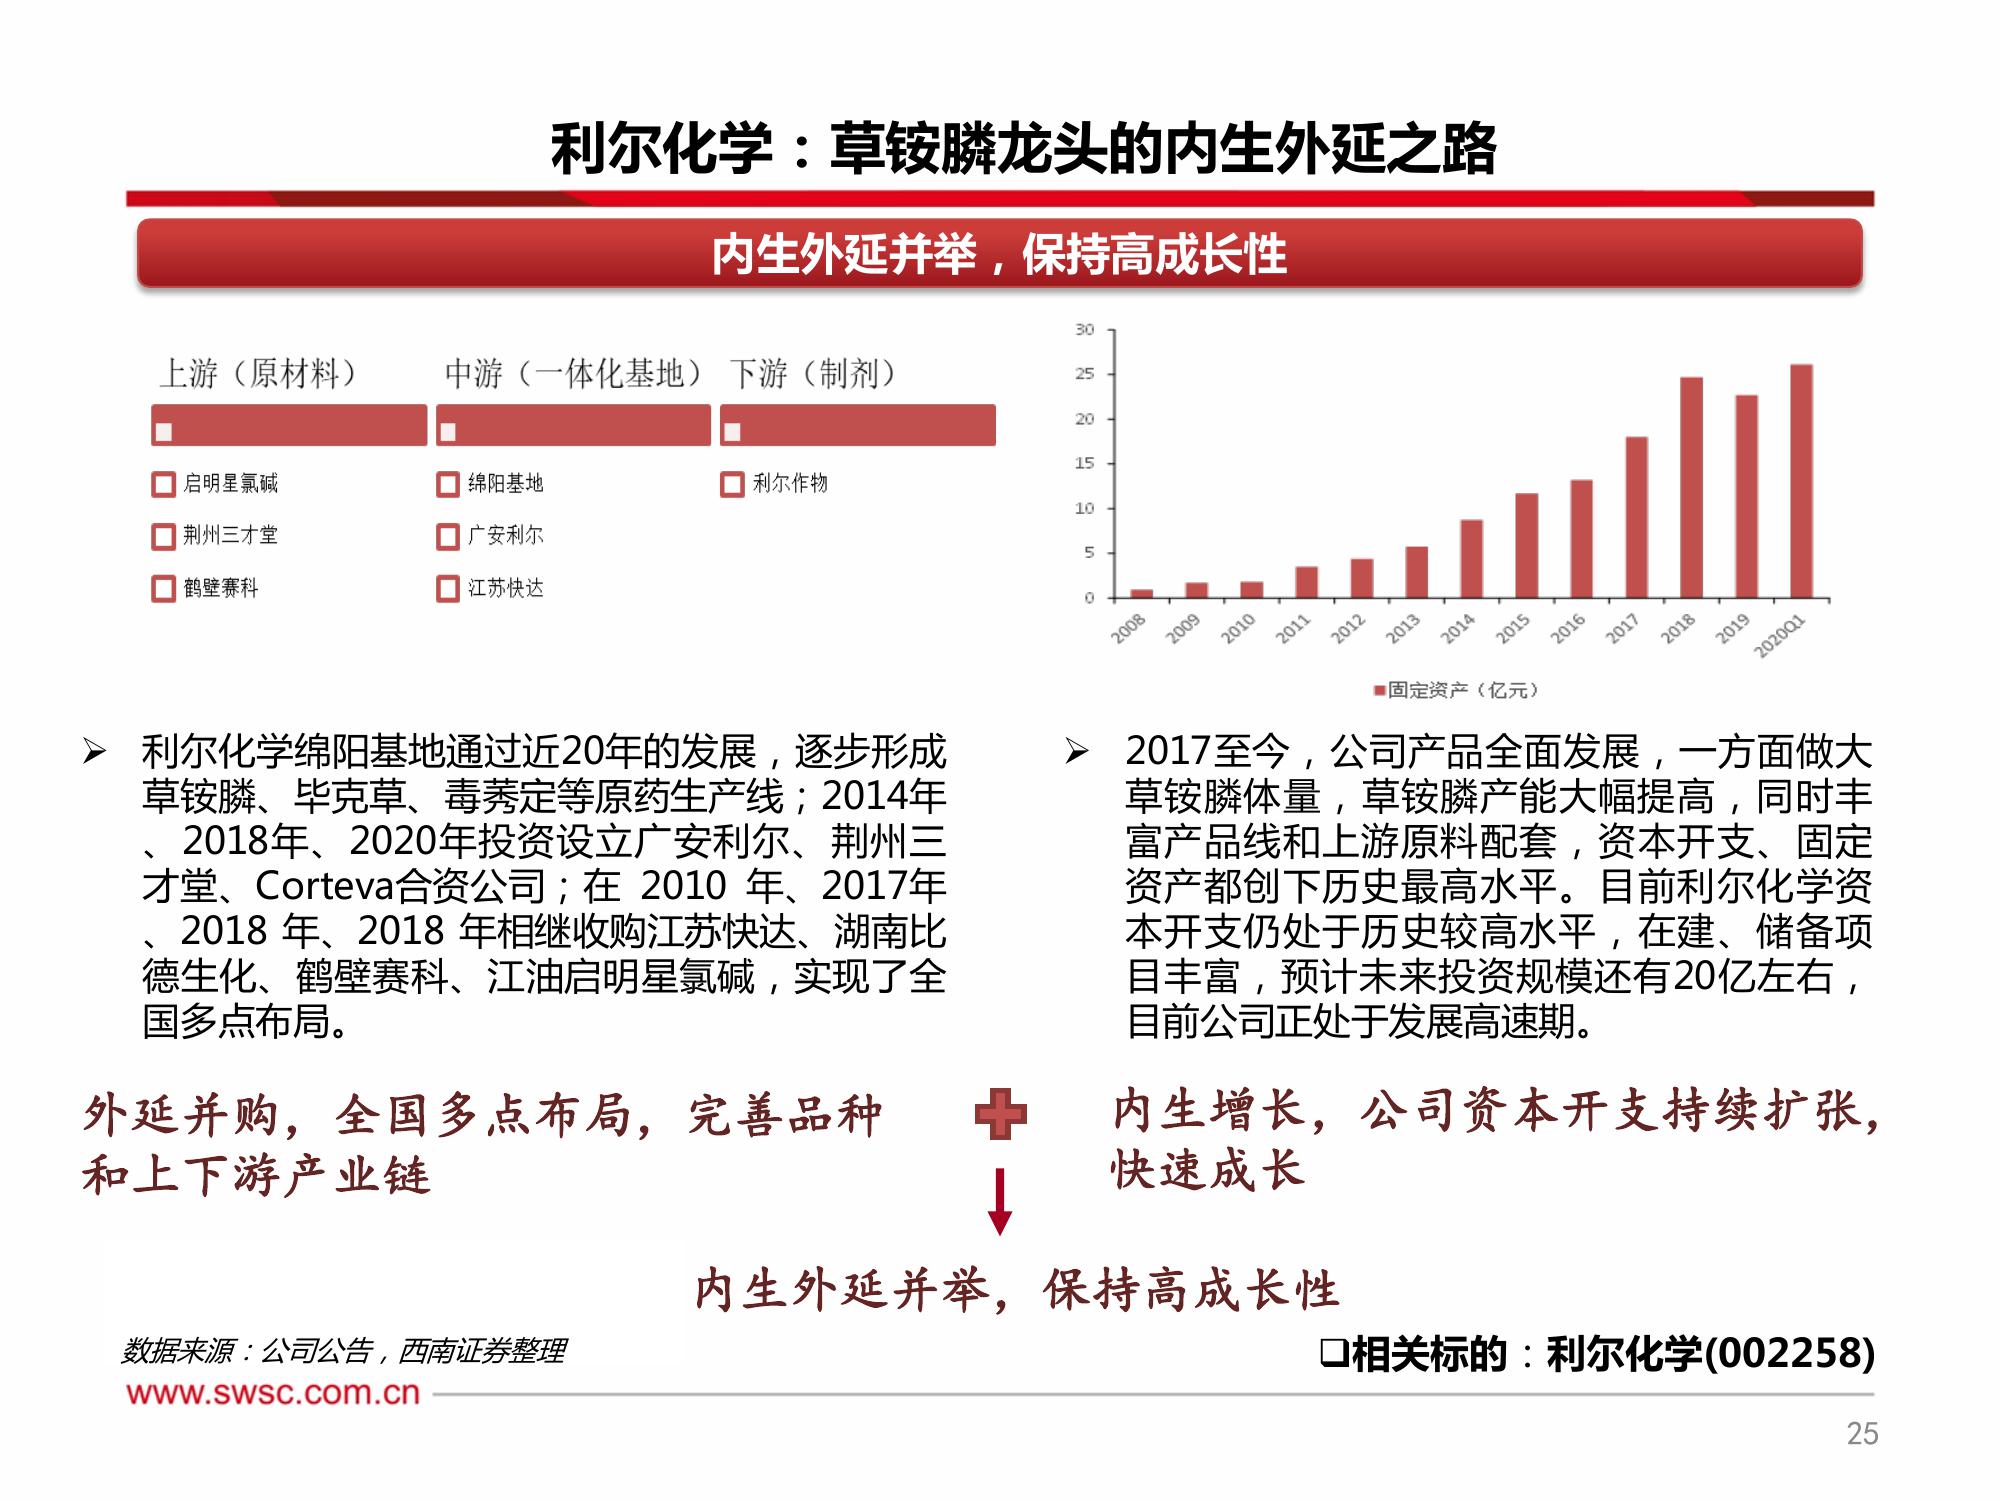 利尔化学：草铵膦龙头的内生外延之路
内生外延并举，保持高成长性
上游（原材料）
中游（一体化基地）
下游（制剂）
启明星氯碱
荆州三才堂
鹤壁赛科
绵阳基地
广安利尔
江苏快达
利尔作物
30
25
20
15
10
5
0
2008
2009
2010
2011
2012
2013
2014
2015
2016
2017
2018
2019
2020Q1
固定资产（亿元）
➢ 利尔化学绵阳基地通过近20年的发展，逐步形成
草铵膦、毕克草、毒莠定等原药生产线；2014年
、2018年、2020年投资设立广安利尔、荆州三
才堂、Corteva合资公司；在 2010 年、2017年
、2018 年、2018 年相继收购江苏快达、湖南比
德生化、鹤壁赛科、江油启明星氯碱，实现了全
国多点布局。
➢ 2017至今，公司产品全面发展，一方面做大
草铵膦体量，草铵膦产能大幅提高，同时丰
富产品线和上游原料配套，资本开支、固定
资产都创下历史最高水平。目前利尔化学资
本开支仍处于历史较高水平，在建、储备项
目丰富，预计未来投资规模还有20亿左右，
目前公司正处于发展高速期。
外延并购，全国多点布局，完善品种
和上下游产业链
内生增长，公司资本开支持续扩张，
快速成长
内生外延并举，保持高成长性
数据来源：公司公告，西南证券整理
❑相关标的：利尔化学(002258)
www.swsc.com.cn
25